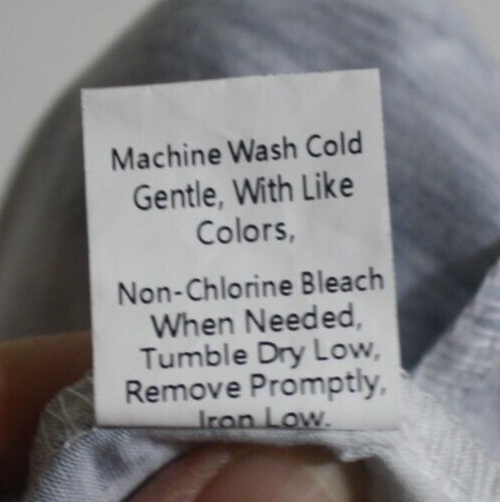 Machine Wash Cold
Gentle, With Like
Colors,
Non-Chlorine Bleach
When Needed,
Tumble Dry Low,
Remove Promptly,
Iron Low.